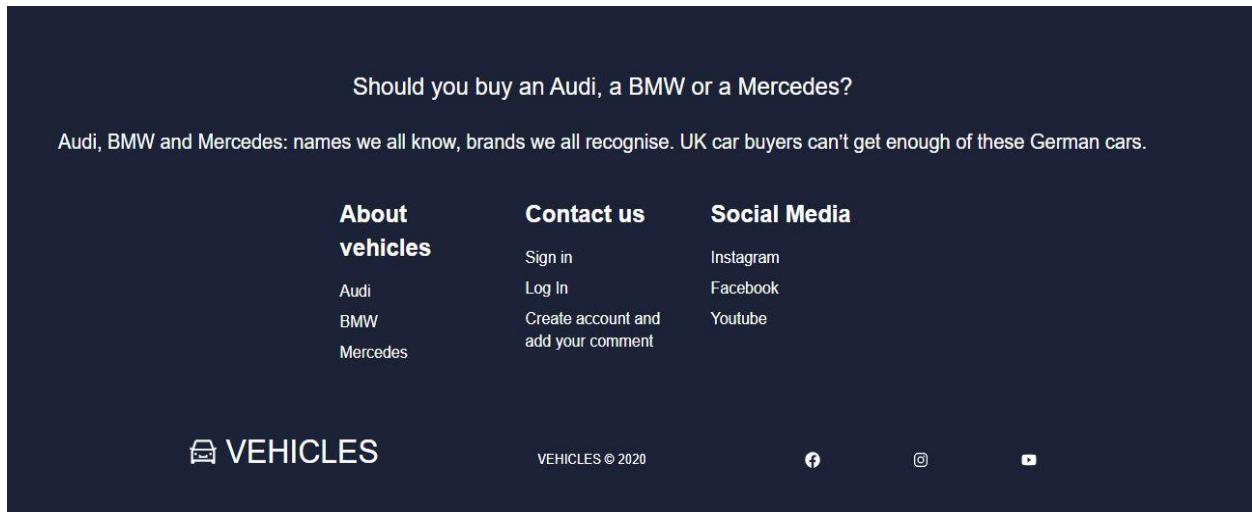 Should you buy an Audi, a BMW or a Mercedes?
Audi, BMW and Mercedes: names we all know, brands we all recognise. UK car buyers can't get enough of these German cars.
About
vehicles
Audi
BMW
Mercedes
Contact us
Sign in
Log In
Create account and
add your comment
Social Media
Instagram
Facebook
Youtube
VEHICLES
VEHICLES © 2020